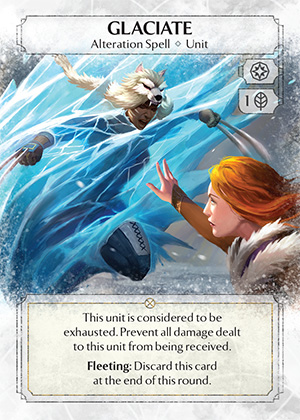 GLACIATE
Alteration Spell ⋄ Unit
1
This unit is considered to be
exhausted. Prevent all damage dealt
to this unit from being received.
Fleeting: Discard this card
at the end of this round.